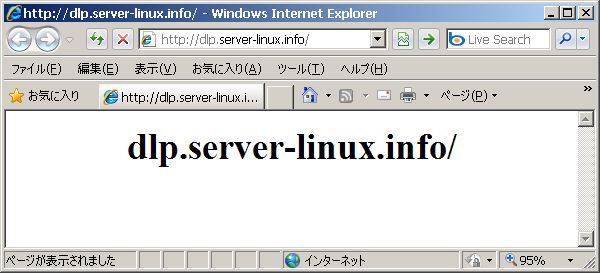 http://dlp.server-linux.info/ - Windows Internet Explorer
http://dlp.server-linux.info/ Live Search
ファイル(F) 編集(E) 表示(V) お気に入り(A) ツール(T) ヘルプ(H)
お気に入り http://dlp.server-linux.i... ページ(P) »
dlp.server-linux.info/
ページが表示されました インターネット 95%